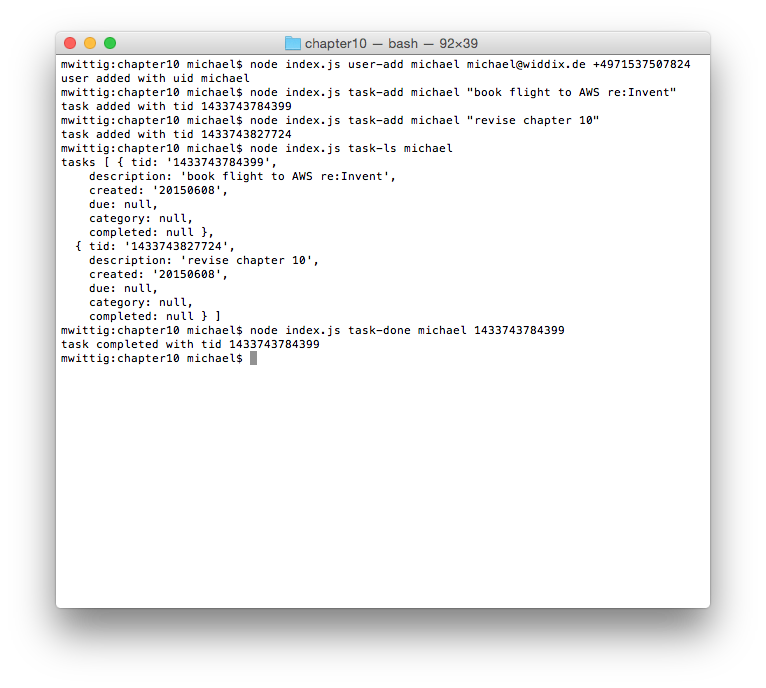 chapter10 — bash — 92×39
mwittig:chapter10 michael$ node index.js user-add michael michael@widdix.de +4971537507824
user added with uid michael
mwittig:chapter10 michael$ node index.js task-add michael "book flight to AWS re:Invent"
task added with tid 1433743784399
mwittig:chapter10 michael$ node index.js task-add michael "revise chapter 10"
task added with tid 1433743827724
mwittig:chapter10 michael$ node index.js task-ls michael
tasks [ { tid: '1433743784399',
    description: 'book flight to AWS re:Invent',
    created: '20150608',
    due: null,
    category: null,
    completed: null },
  { tid: '1433743827724',
    description: 'revise chapter 10',
    created: '20150608',
    due: null,
    category: null,
    completed: null } ]
mwittig:chapter10 michael$ node index.js task-done michael 1433743784399
task completed with tid 1433743784399
mwittig:chapter10 michael$